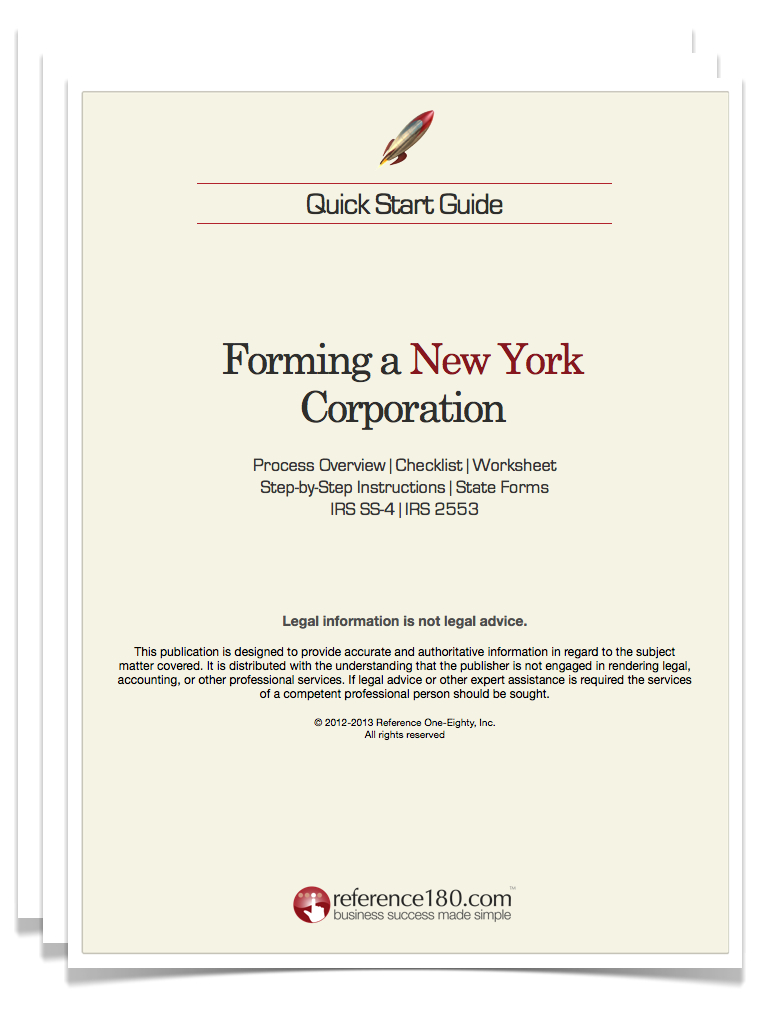 Quick Start Guide
Forming a New York
Corporation
Process Overview | Checklist | Worksheet
Step-by-Step Instructions | State Forms
IRS SS-4 | IRS 2553
Legal information is not legal advice.
This publication is designed to provide accurate and authoritative information in regard to the subject
matter covered. It is distributed with the understanding that the publisher is not engaged in rendering legal,
accounting, or other professional services. If legal advice or other expert assistance is required the services
of a competent professional person should be sought.
© 2012-2013 Reference One-Eighty, Inc.
All rights reserved
reference180.com™
business success made simple